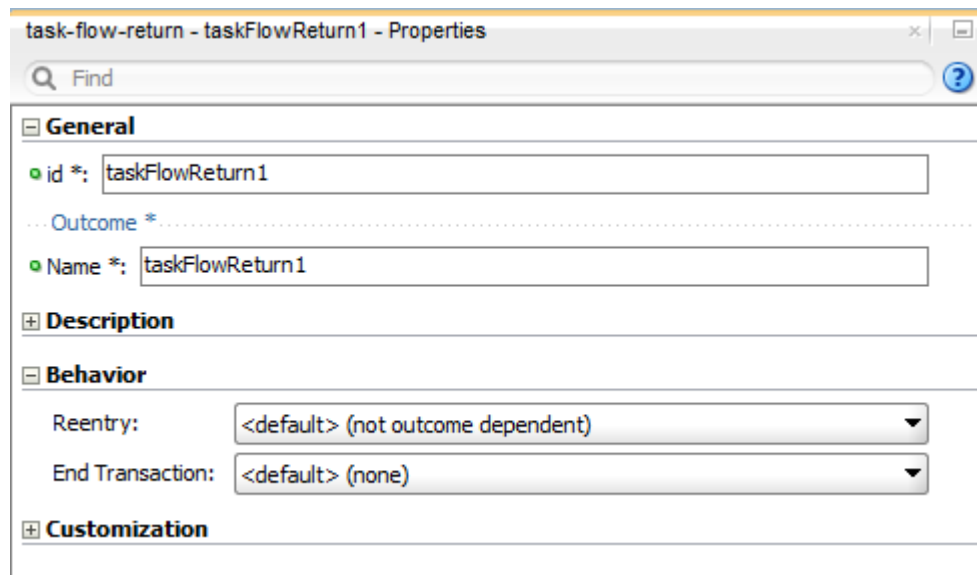 task-flow-return - taskFlowReturn1 - Properties
Find
General
id *: taskFlowReturn1
Outcome *
Name *: taskFlowReturn1
Description
Behavior
Reentry: <default> (not outcome dependent)
End Transaction: <default> (none)
Customization